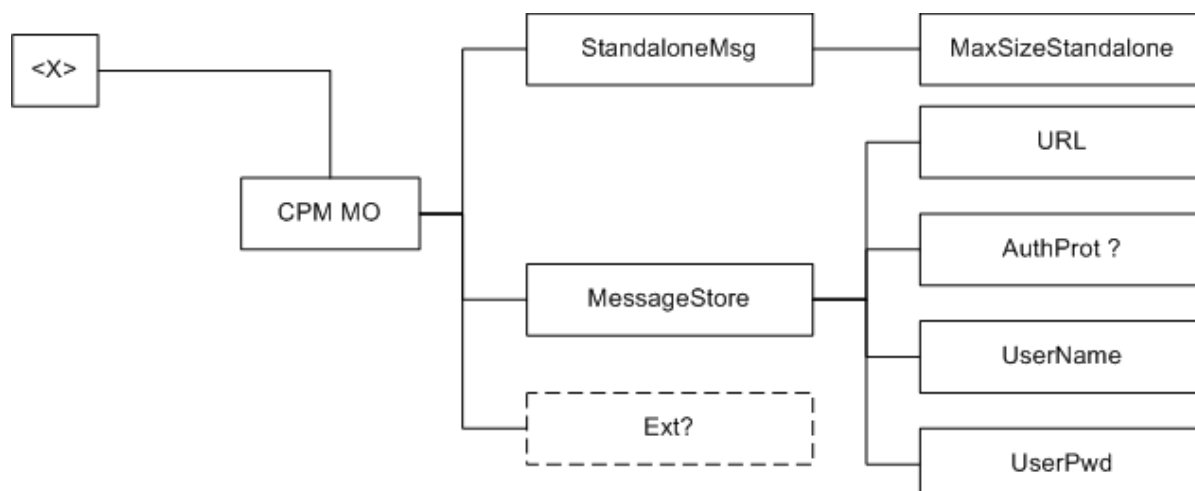 <X>
CPM MO
StandaloneMsg
MaxSizeStandalone
MessageStore
URL
AuthProt ?
UserName
UserPwd
Ext?